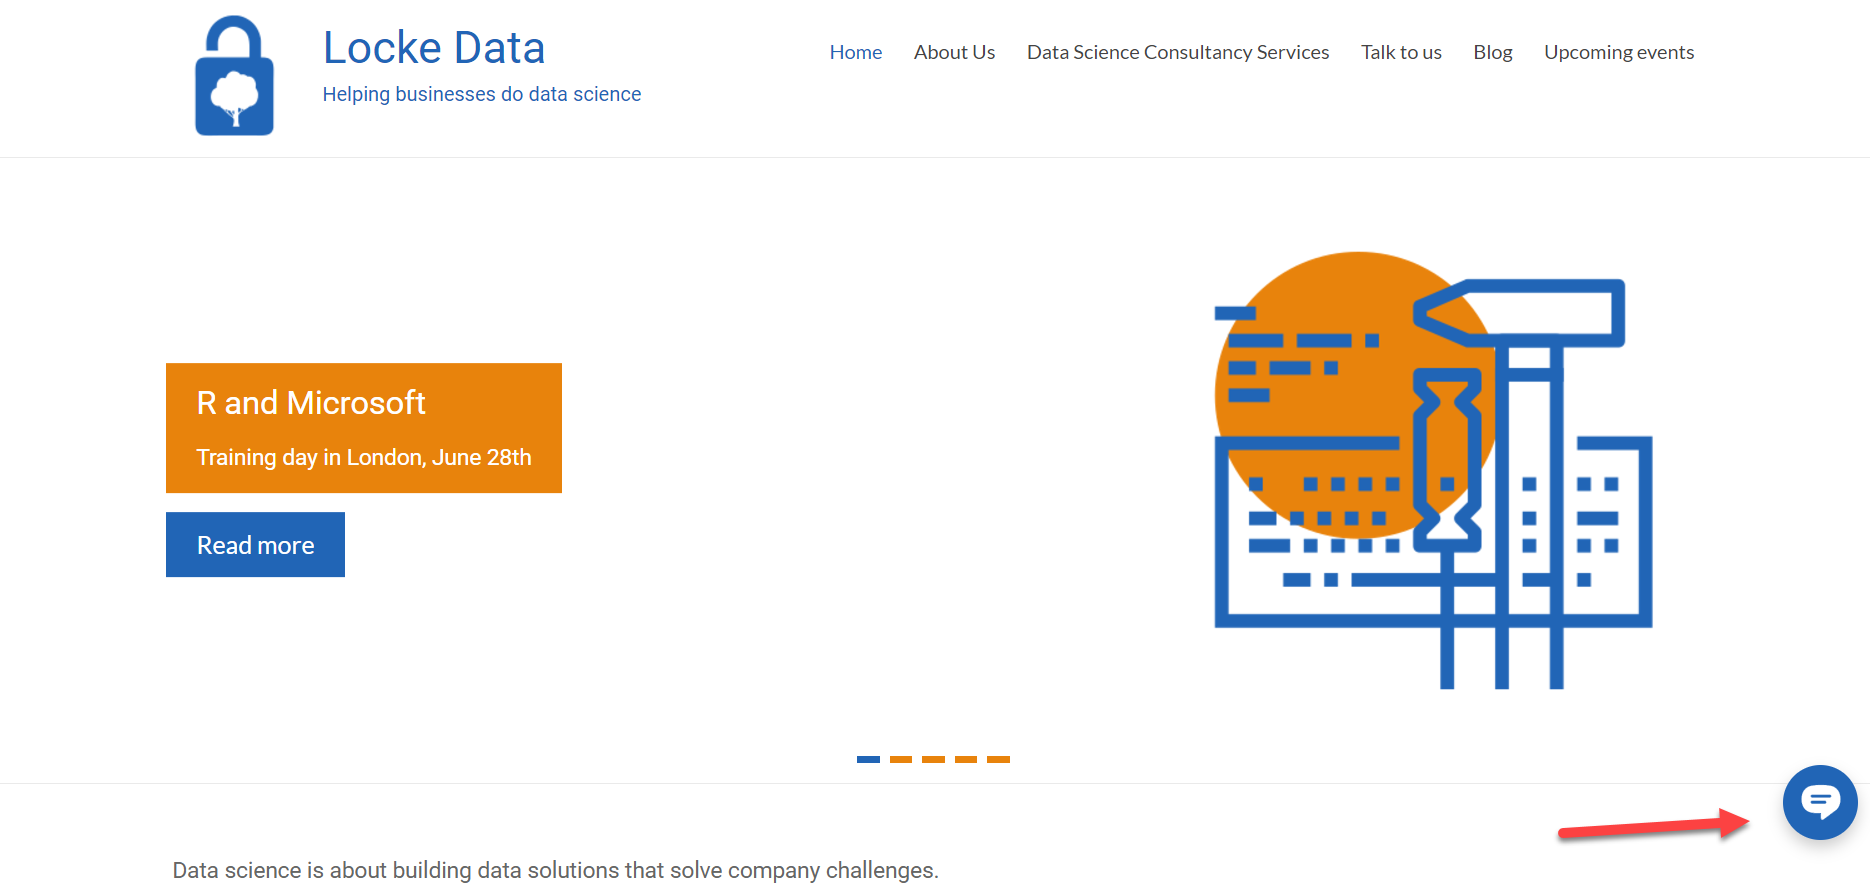 Locke Data
Helping businesses do data science
Home About Us Data Science Consultancy Services Talk to us Blog Upcoming events
R and Microsoft
Training day in London, June 28th
Read more
Data science is about building data solutions that solve company challenges.